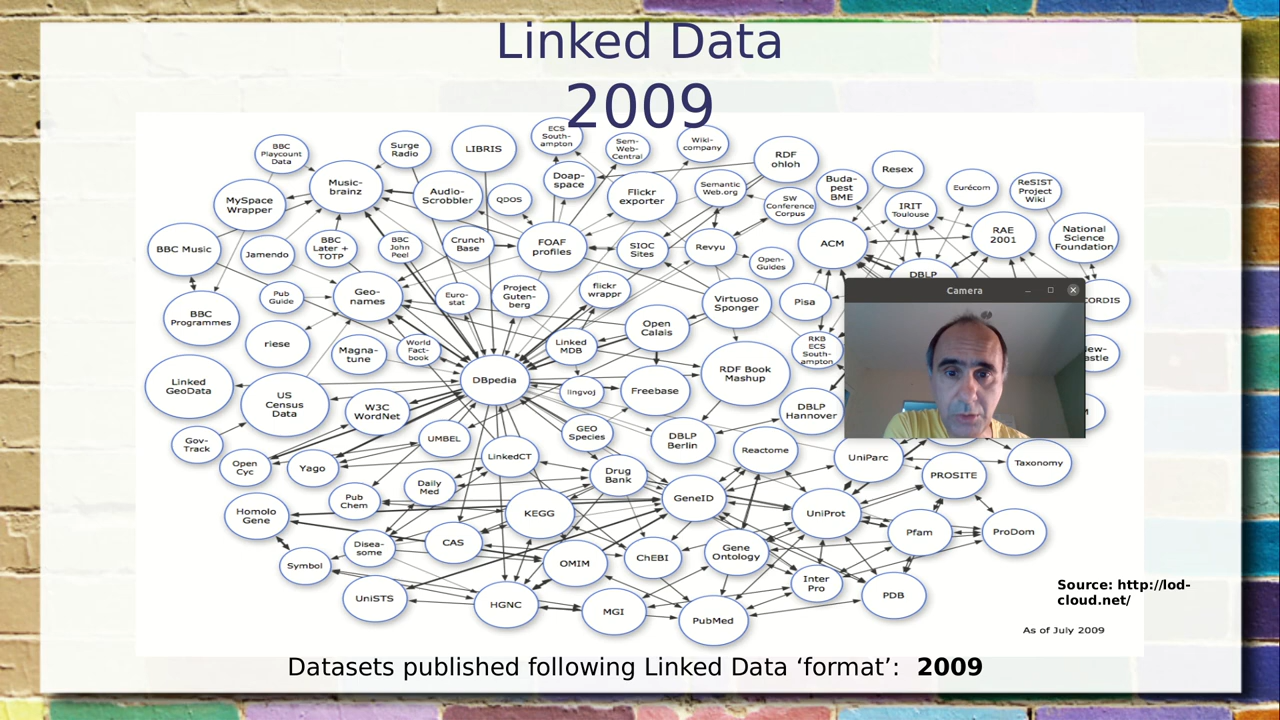 Linked Data
2009
BBC
Playcount
Data
Surge
Radio
LIBRIS
ECS
South-
ampton
Sem-
Web-
Central
Wiki-
company
RDF
ohloh
Resex
Music-
brainz
Audio-
Scrobbler
QDOS
Doap-
space
Flickr
exporter
Semantic
Web.org
SW
Conference
Corpus
Buda-
pest
BME
IRIT
Toulouse
Eurécom
ReSIST
Project
Wiki
MySpace
Wrapper
BBC Music
Jamendo
BBC
Later +
TOTP
BBC
John
Peel
Crunch
Base
FOAF
profiles
SIOC
Sites
Revyu
Open-
Guides
ACM
RAE
2001
National
Science
Foundation
DBLP
Pub
Guide
Geo-
names
Euro-
stat
Project
Guten-
berg
flickr
wrappr
Virtuoso
Sponger
Pisa
Camera
CORDIS
BBC
Programmes
riese
Magna-
tune
World
Fact-
book
Linked
MDB
Open
Calais
RKB
ECS
South-
ampton
Linked
GeoData
US
Census
Data
W3C
WordNet
DBpedia
lingvoj
Freebase
RDF Book
Mashup
DBLP
Hannover
ew-
astle
Gov-
Track
Open
Cyc
Yago
UMBEL
LinkedCT
GEO
Species
DBLP
Berlin
Reactome
UniParc
PROSITE
Taxonomy
Pub
Chem
Daily
Med
Drug
Bank
GeneID
UniProt
Pfam
ProDom
Homolo
Gene
Symbol
Disea-
some
CAS
KEGG
OMIM
ChEBI
Gene
Ontology
Inter
Pro
PDB
UniSTS
HGNC
MGI
PubMed
Source: http://lod-
cloud.net/
As of July 2009
Datasets published following Linked Data ‘format’: 2009